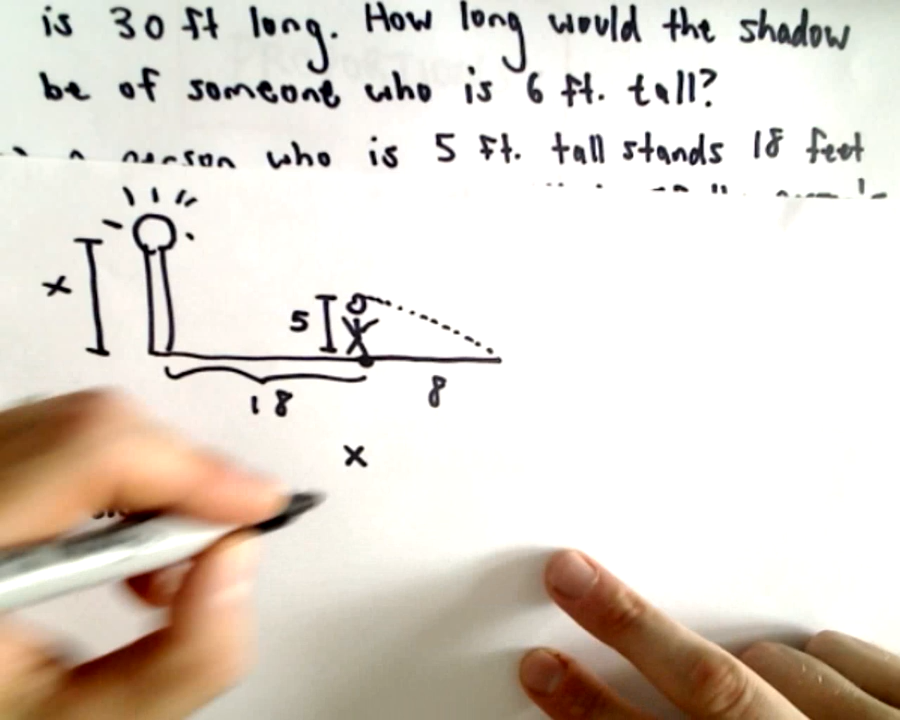 is 30 ft long. How long would the shadow
be of someone who is 6 ft. tall?
person who is 5 ft. tall stands 18 feet
x
5
18
8
x